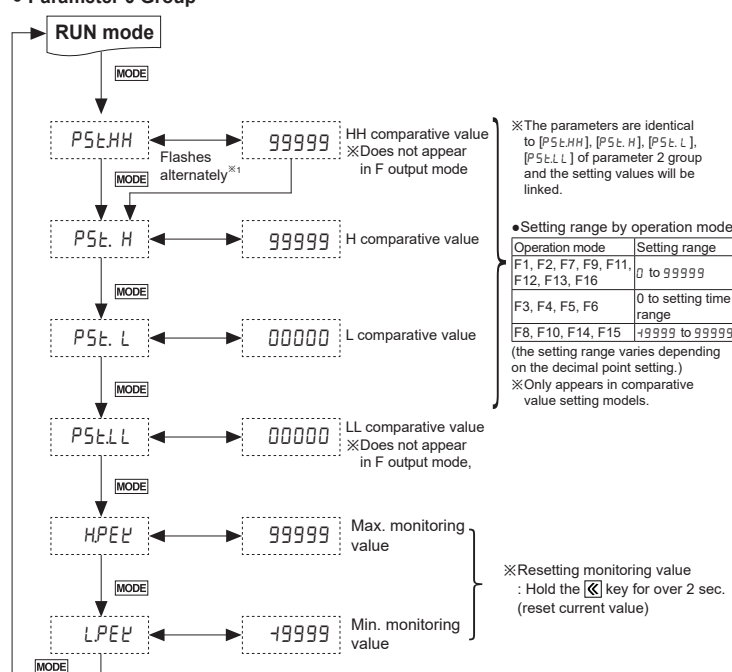 ● Parameter 0 Group
RUN mode
MODE
PSt.HH
99999
HH comparative value
※Does not appear
in F output mode
Flashes
alternately※1
MODE
PSt. H
99999
H comparative value
MODE
PSt. L
00000
L comparative value
MODE
PSt.LL
00000
LL comparative value
※Does not appear
in F output mode,
MODE
H.PEK
99999
Max. monitoring
value
MODE
L.PEK
-19999
Min. monitoring
value
MODE
※The parameters are identical
to [PSt.HH], [PSt. H], [PSt. L],
[PSt.LL] of parameter 2 group
and the setting values will be
linked.
●Setting range by operation mode
Operation mode Setting range
F1, F2, F7, F9, F11,
F12, F13, F16
0 to 99999
F3, F4, F5, F6
0 to setting time
range
F8, F10, F14, F15 -19999 to 99999
(the setting range varies depending
on the decimal point setting.)
※Only appears in comparative
value setting models.
※Resetting monitoring value
: Hold the ≪ key for over 2 sec.
(reset current value)